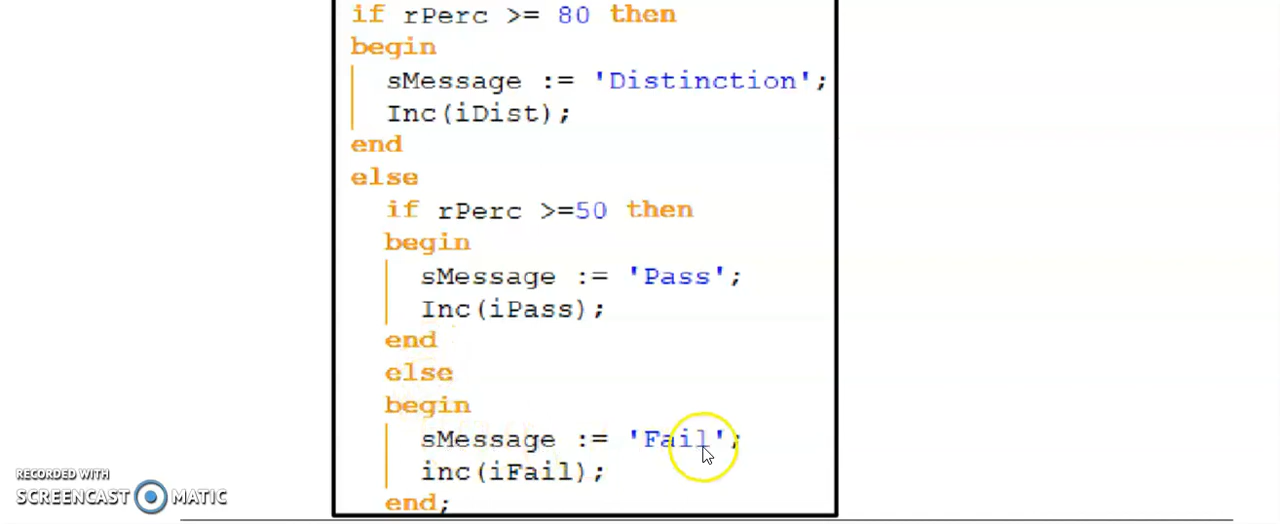 if rPerc >= 80 then
begin
sMessage := 'Distinction';
Inc(iDist);
end
else
if rPerc >=50 then
begin
sMessage := 'Pass';
Inc(iPass);
end
else
begin
sMessage := 'Fail';
inc(iFail);
end;
RECORDED WITH
SCREENCAST MATIC